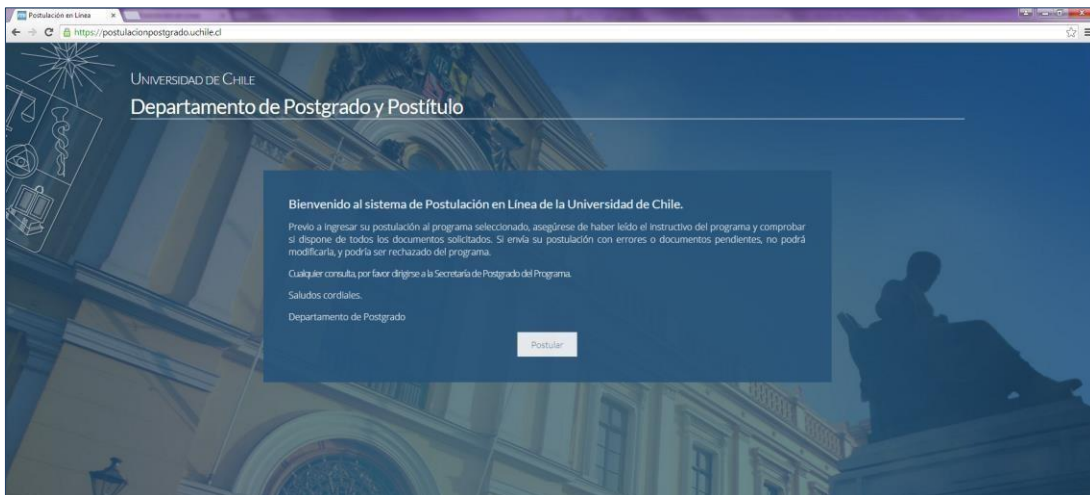 Postulación en Línea
https://postulacionpostgrado.uchile.cl
UNIVERSIDAD DE CHILE
Departamento de Postgrado y Postítulo
Bienvenido al sistema de Postulación en Línea de la Universidad de Chile.
Previo a ingresar su postulación al programa seleccionado, asegúrese de haber leído el instructivo del programa y comprobar
si dispone de todos los documentos solicitados. Si envía su postulación con errores o documentos pendientes, no podrá
modificarla, y podría ser rechazado del programa.
Cualquier consulta, por favor dirigirse a la Secretaría de Postgrado del Programa.
Saludos cordiales.
Departamento de Postgrado
Postular